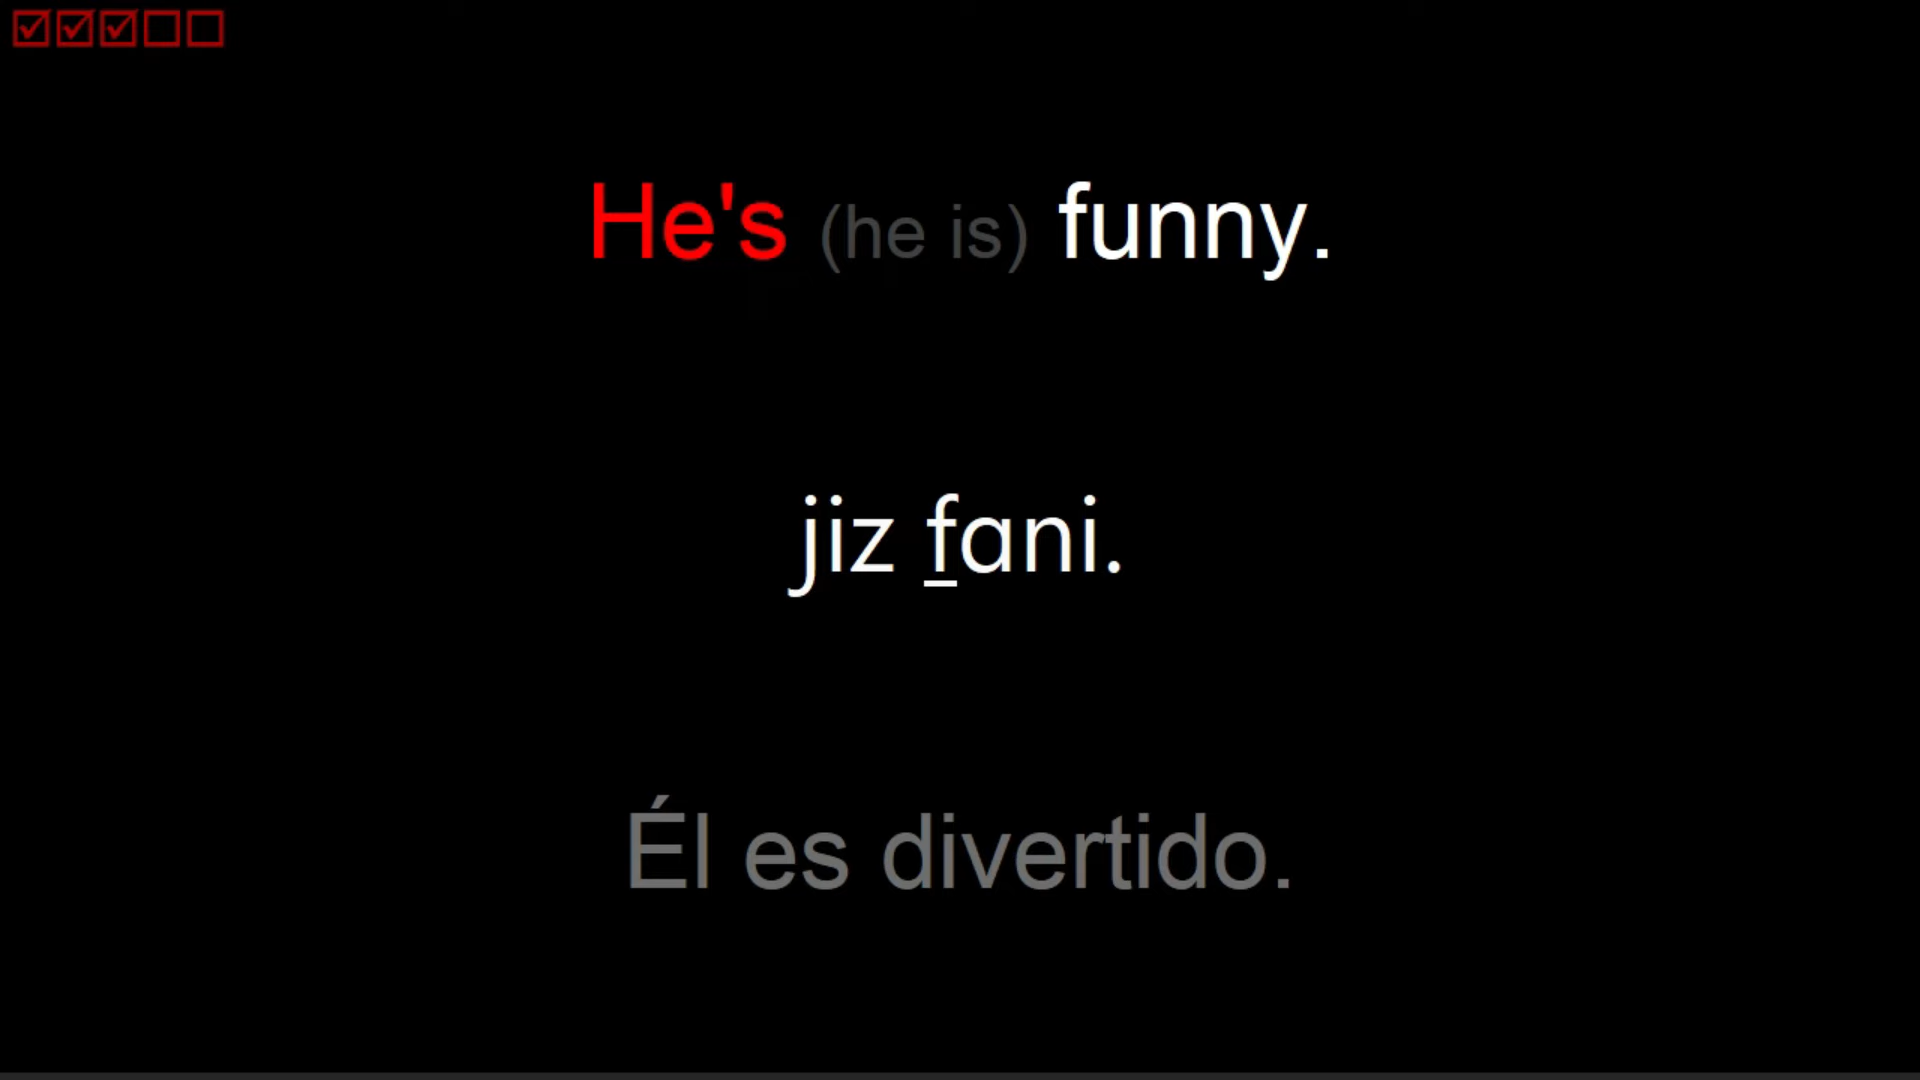 ☑☑☑☐☐
He's (he is) funny.
jiz fani.
Él es divertido.